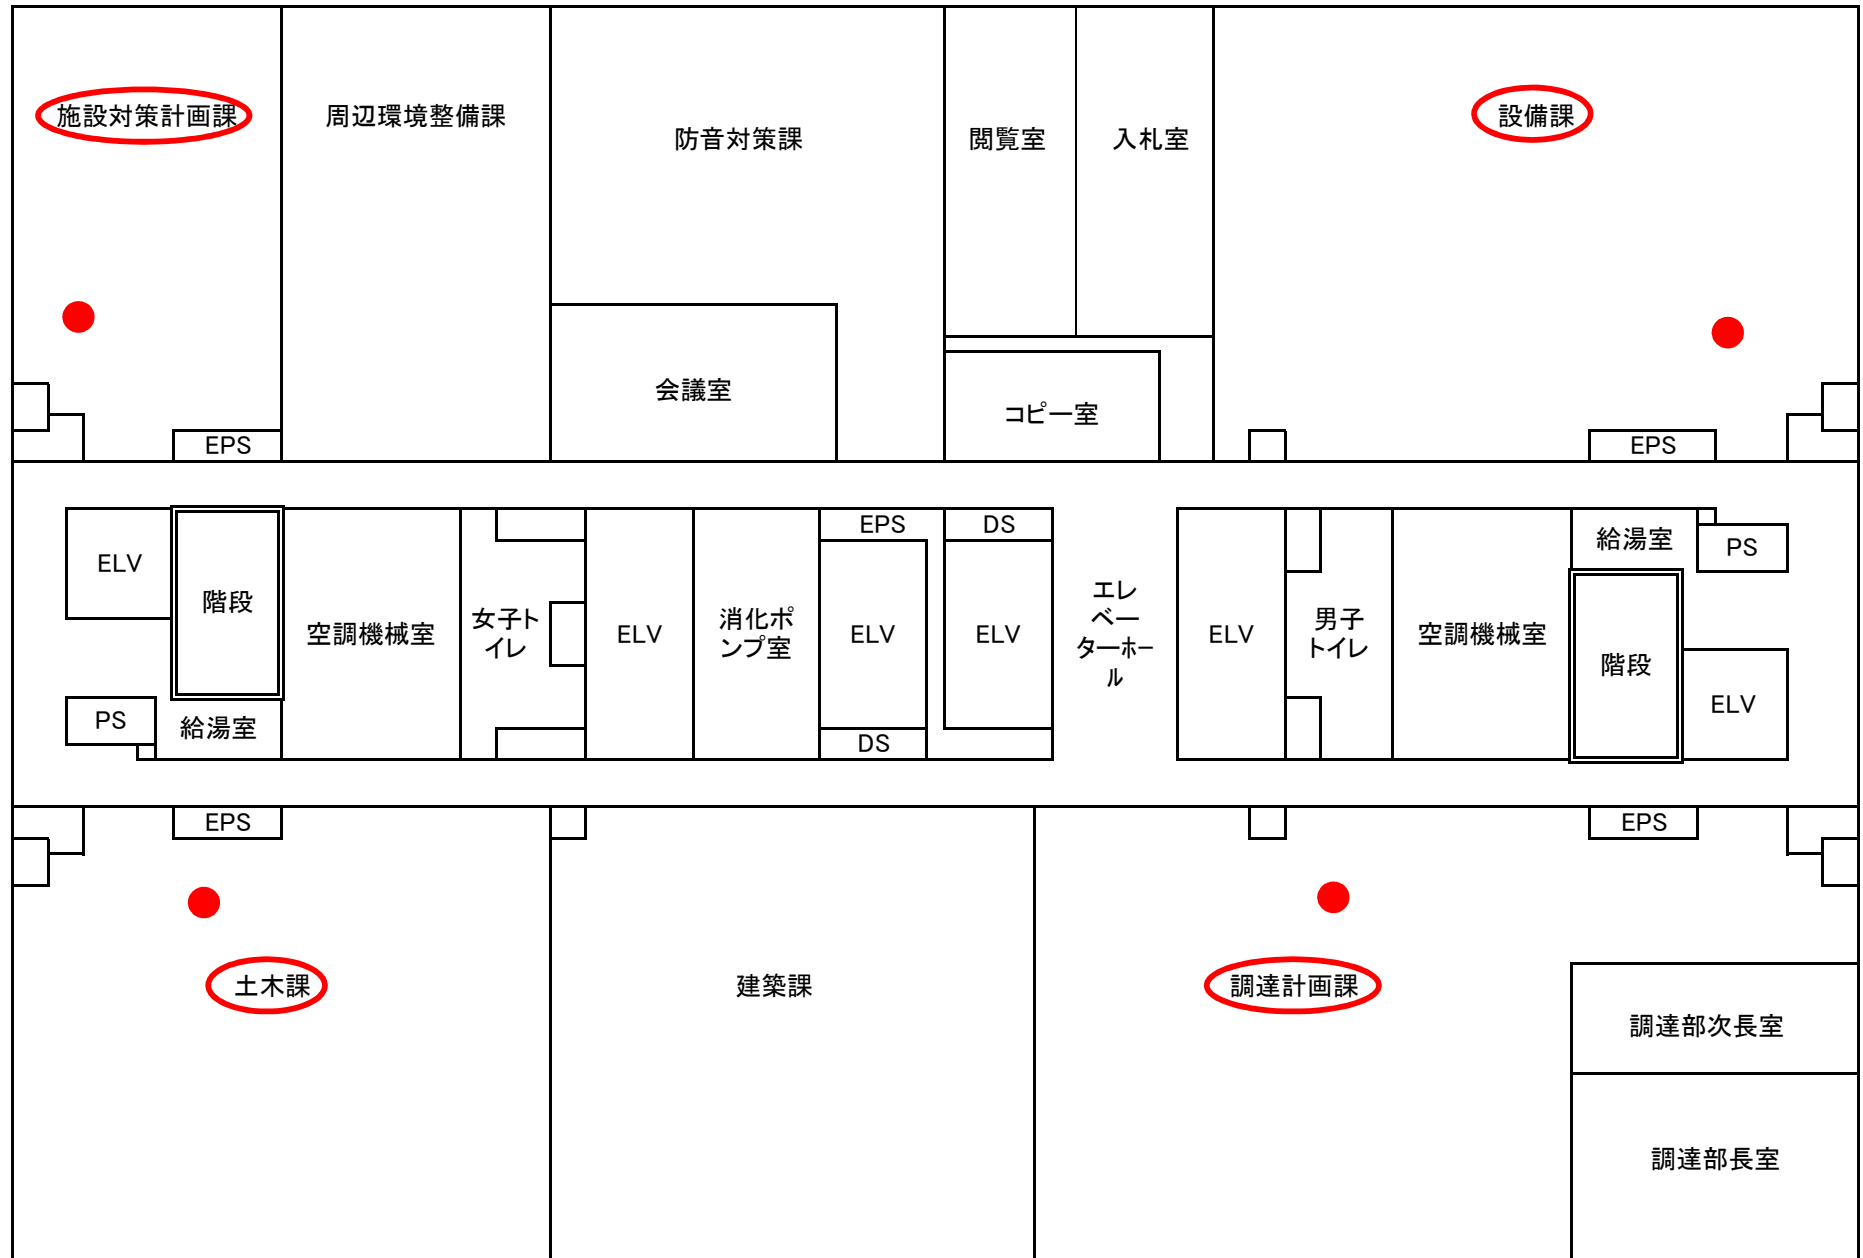 施設対策計画課
周辺環境整備課
防音対策課
閲覧室
入札室
設備課
会議室
コピー室
EPS
EPS
ELV
階段
空調機械室
女子ト
イレ
ELV
消化ポ
ンプ室
EPS
ELV
DS
DS
ELV
エレ
ベー
ターホー
ル
ELV
男子
トイレ
空調機械室
給湯室
PS
階段
ELV
PS
給湯室
EPS
EPS
土木課
建築課
調達計画課
調達部次長室
調達部長室